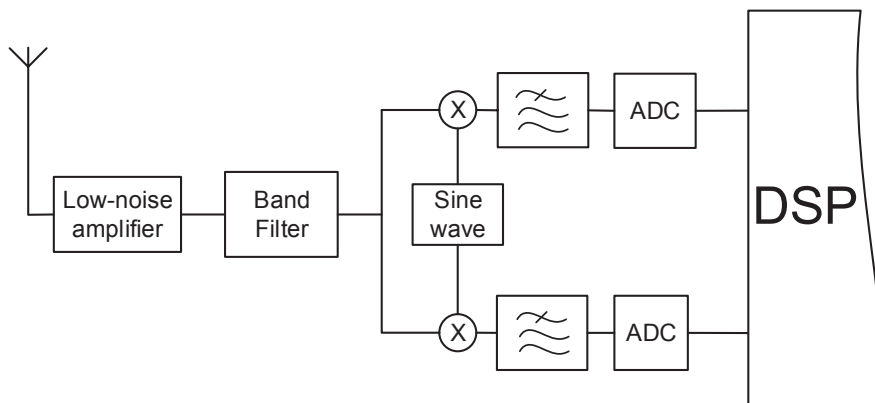 Low-noise
amplifier
Band
Filter
X
Sine
wave
X
ADC
ADC
DSP